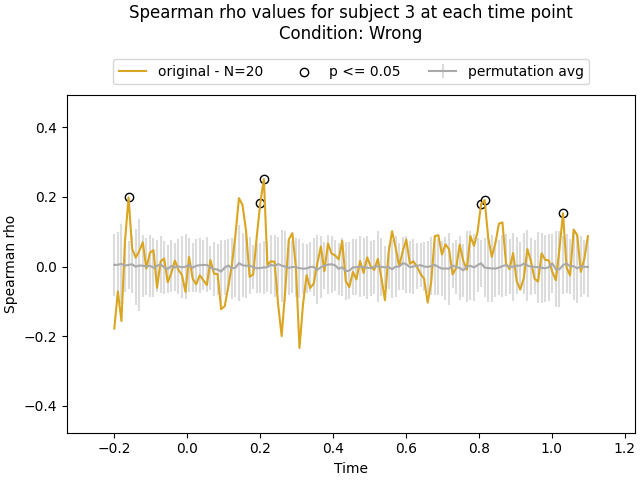 Spearman rho values for subject 3 at each time point
Condition: Wrong
original - N=20
p <= 0.05
permutation avg
Spearman rho
0.4
0.2
0.0
−0.2
−0.4
−0.2
0.0
0.2
0.4
0.6
0.8
1.0
1.2
Time